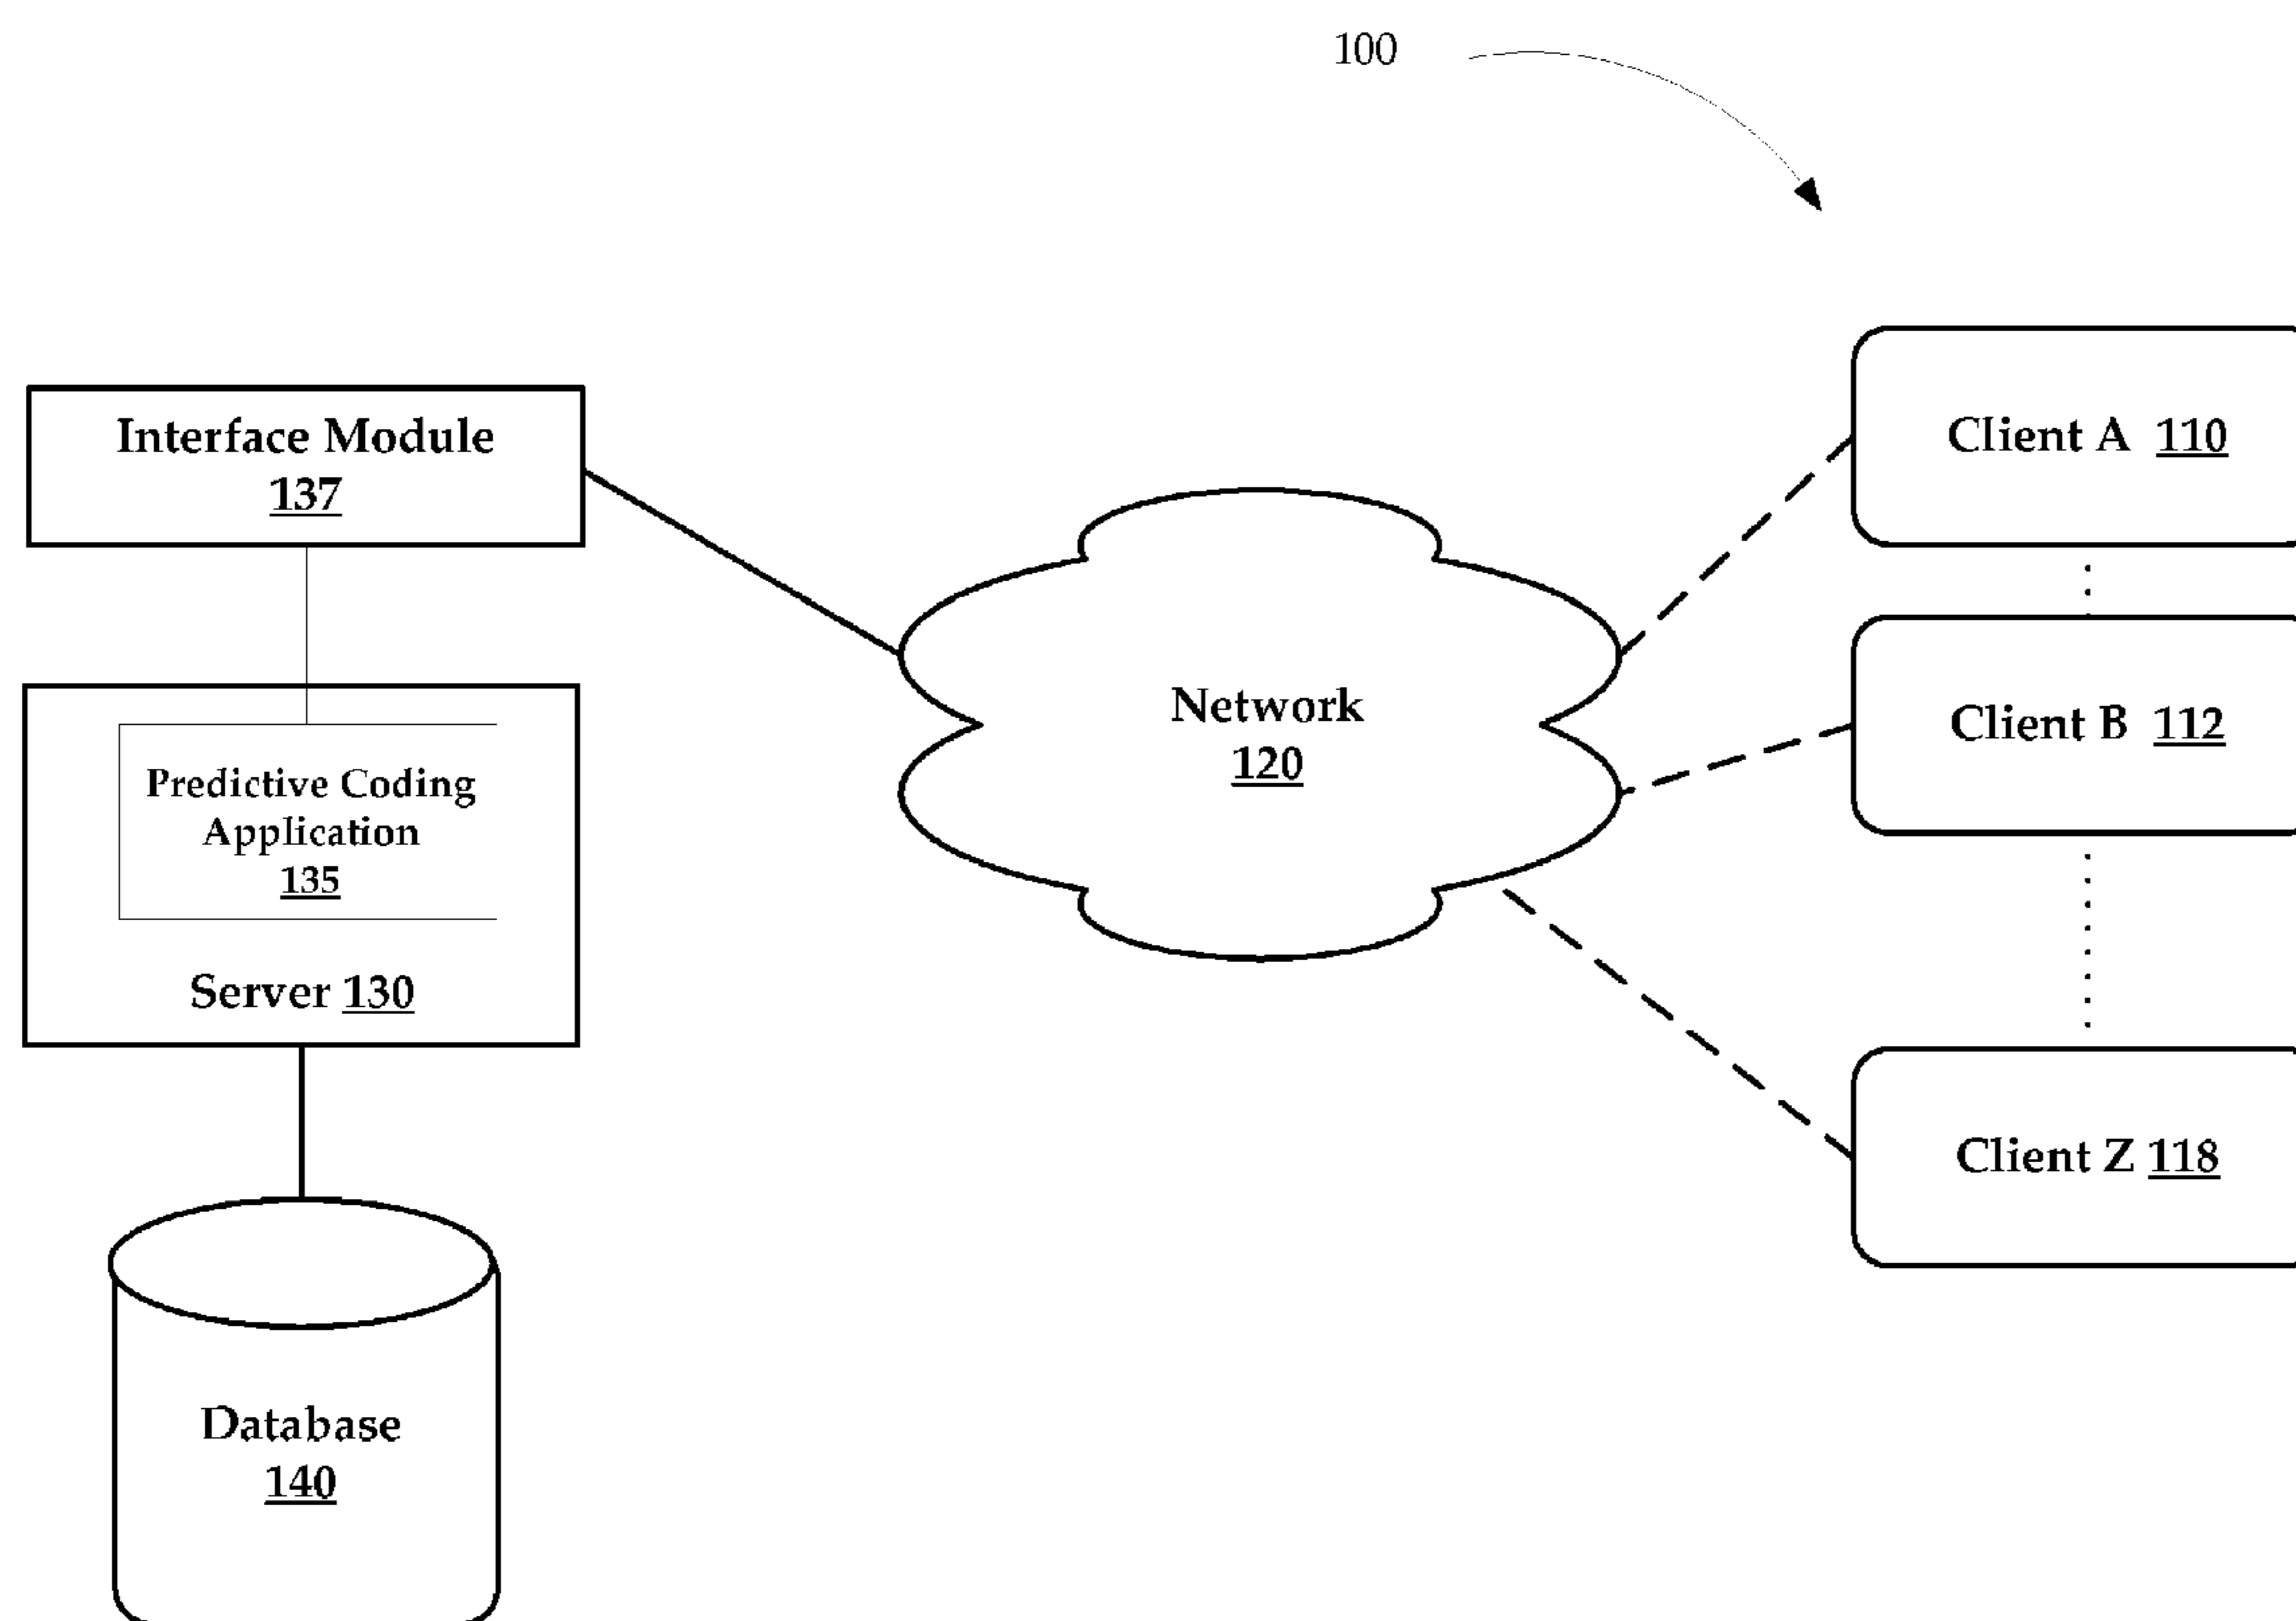 100
Interface Module
137
Client A 110
Network
120
Client B 112
Predictive Coding
Application
135
Server 130
Client Z 118
Database
140